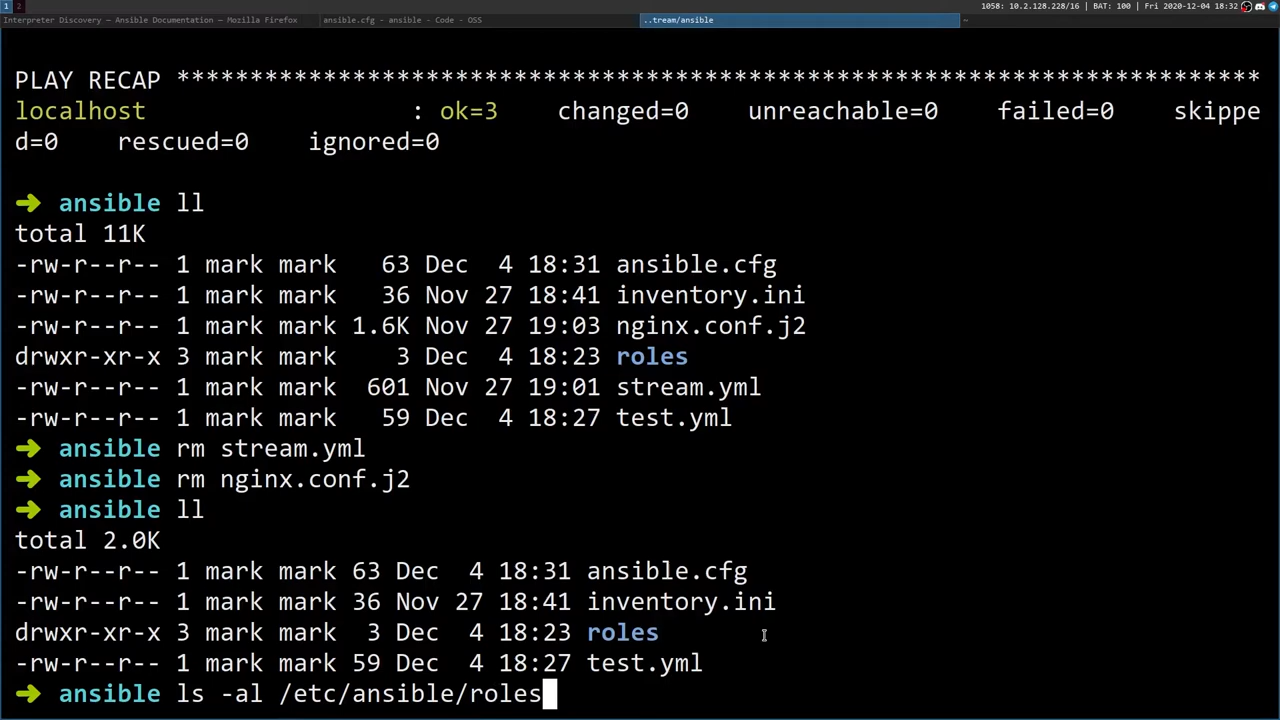 1 2 1058: 10.2.128.228/16 | BAT: 100 | Fri 2020-12-04 18:32
Interpreter Discovery — Ansible Documentation — Mozilla Firefox ansible.cfg - ansible - Code - OSS ..tream/ansible ~
PLAY RECAP **************************************************************************
localhost : ok=3 changed=0 unreachable=0 failed=0 skippe
d=0 rescued=0 ignored=0
➜ ansible ll
total 11K
-rw-r--r-- 1 mark mark 63 Dec 4 18:31 ansible.cfg
-rw-r--r-- 1 mark mark 36 Nov 27 18:41 inventory.ini
-rw-r--r-- 1 mark mark 1.6K Nov 27 19:03 nginx.conf.j2
drwxr-xr-x 3 mark mark 3 Dec 4 18:23 roles
-rw-r--r-- 1 mark mark 601 Nov 27 19:01 stream.yml
-rw-r--r-- 1 mark mark 59 Dec 4 18:27 test.yml
➜ ansible rm stream.yml
➜ ansible rm nginx.conf.j2
➜ ansible ll
total 2.0K
-rw-r--r-- 1 mark mark 63 Dec 4 18:31 ansible.cfg
-rw-r--r-- 1 mark mark 36 Nov 27 18:41 inventory.ini
drwxr-xr-x 3 mark mark 3 Dec 4 18:23 roles
-rw-r--r-- 1 mark mark 59 Dec 4 18:27 test.yml
➜ ansible ls -al /etc/ansible/roles